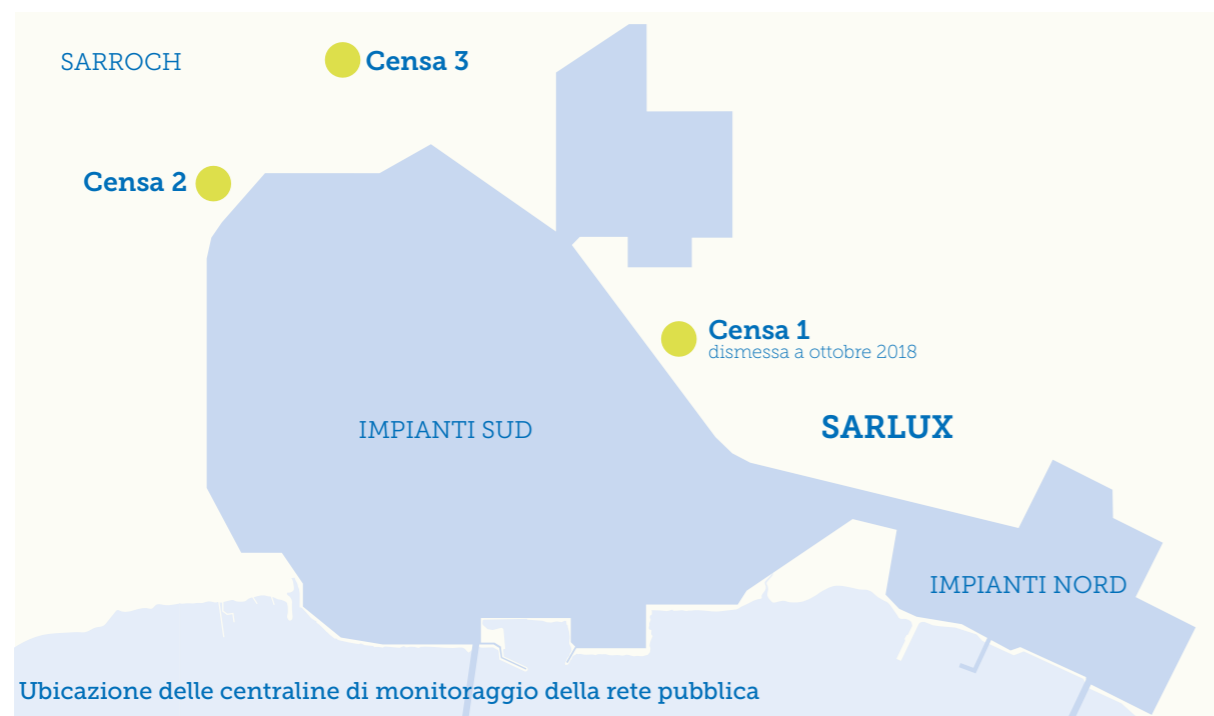 SARROCH
Censa 3
Censa 2
Censa 1
dismessa a ottobre 2018
IMPIANTI SUD
SARLUX
IMPIANTI NORD
Ubicazione delle centraline di monitoraggio della rete pubblica